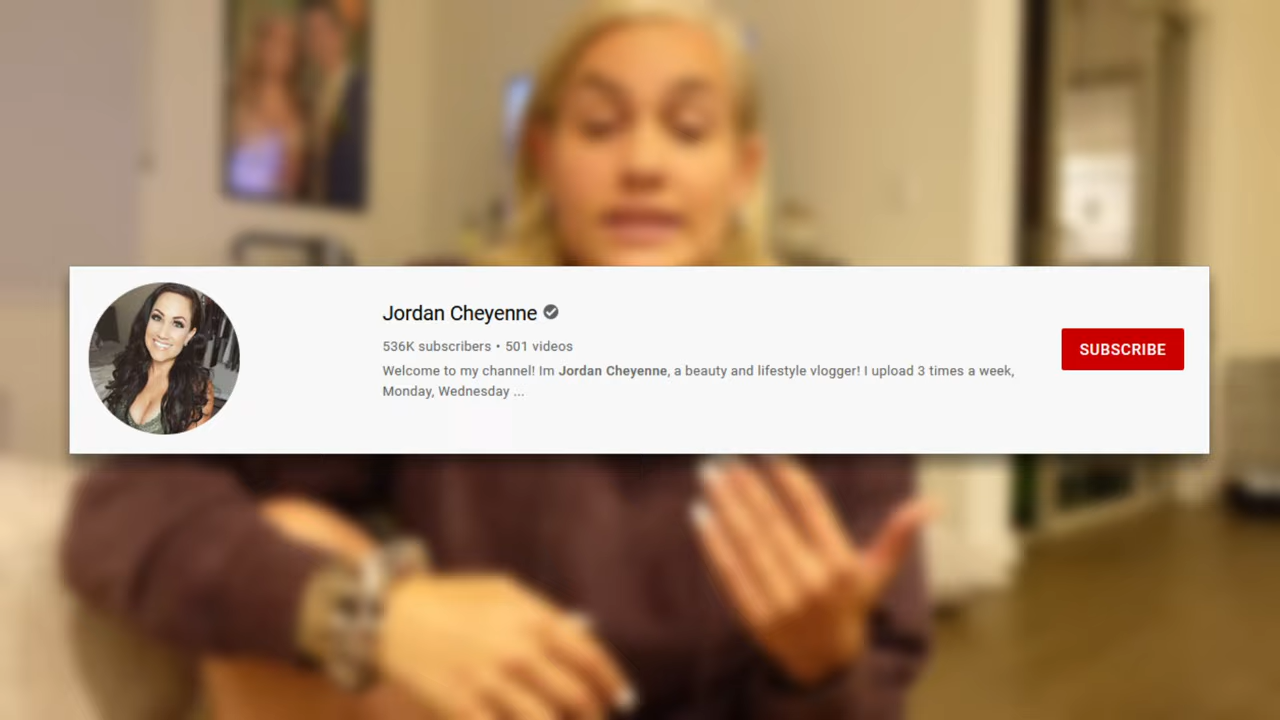 Jordan Cheyenne
536K subscribers • 501 videos
Welcome to my channel! Im Jordan Cheyenne, a beauty and lifestyle vlogger! I upload 3 times a week,
Monday, Wednesday ...
SUBSCRIBE